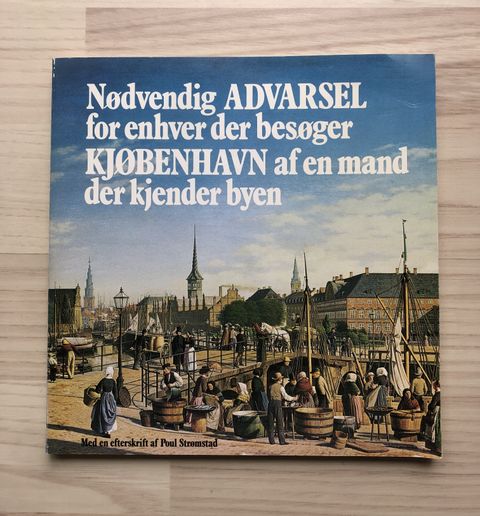 Nødvendig ADVARSEL
for enhver der besøger
KJØBENHAVN af en mand
der kjender byen
Med en efterskrift af Poul Strømstad